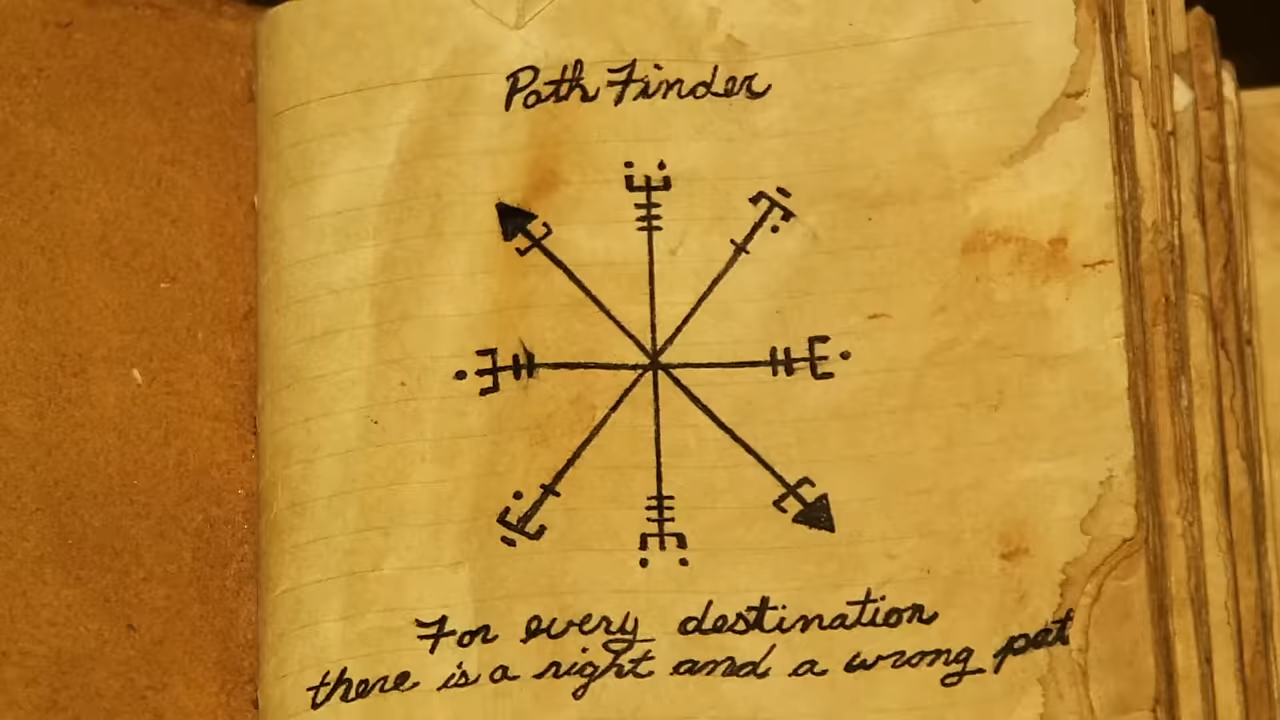 Path Finder
For every destination
there is a right and a wrong pat